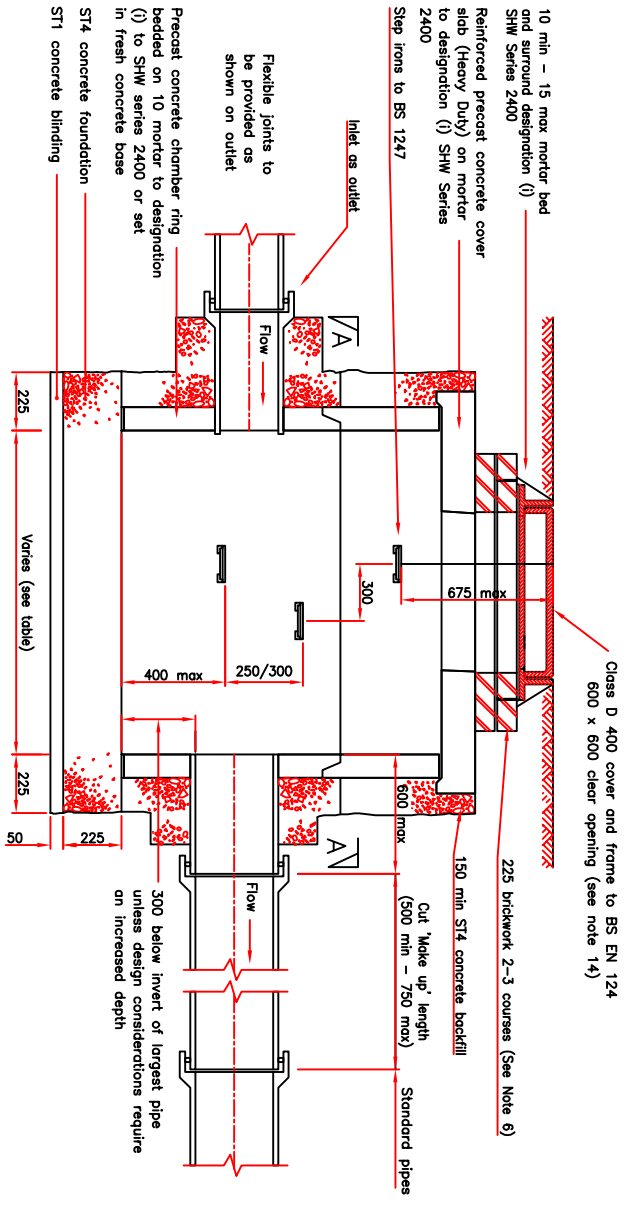 10 min – 15 max mortar bed
and surround designation (i)
SHW Series 2400
Reinforced precast concrete cover
slab (Heavy Duty) on mortar
to designation (i) SHW Series
2400
Step irons to BS 1247
Inlet as outlet
Flexible joints to
be provided as
shown on outlet
Precast concrete chamber ring
bedded on 10 mortar to designation
(i) to SHW series 2400 or set
in fresh concrete base
ST4 concrete foundation
ST1 concrete blinding
Class D 400 cover and frame to BS EN 124
600 x 600 clear opening (see note 14)
225 brickwork 2–3 courses (See Note 6)
150 min ST4 concrete backfill
Cut 'Make up' length
(500 min – 750 max)
Standard pipes
600 max
675 max
300
250/300
400 max
A
A
Flow
Flow
300 below invert of largest pipe
unless design considerations require
an increased depth
225
Varies (see table)
225
225
50